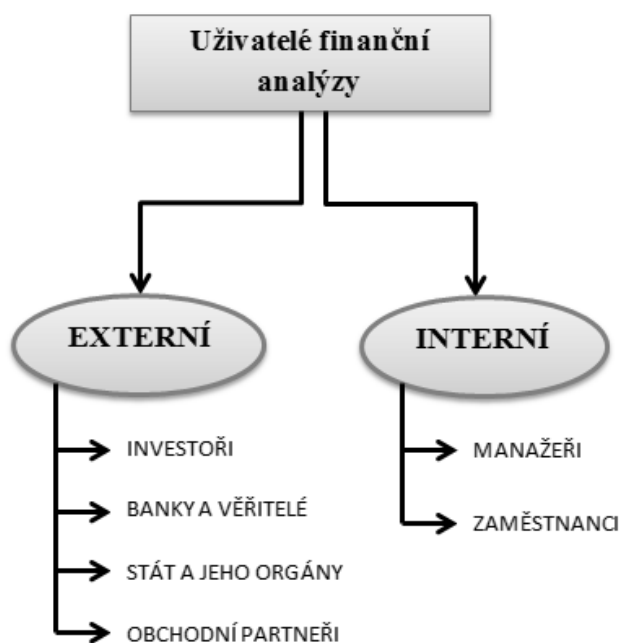 Uživatelé finanční
analýzy
EXTERNÍ
INVESTOŘI
BANKY A VĚŘITELÉ
STÁT A JEHO ORGÁNY
OBCHODNÍ PARTNEŘI
INTERNÍ
MANAŽEŘI
ZAMĚSTNANCI